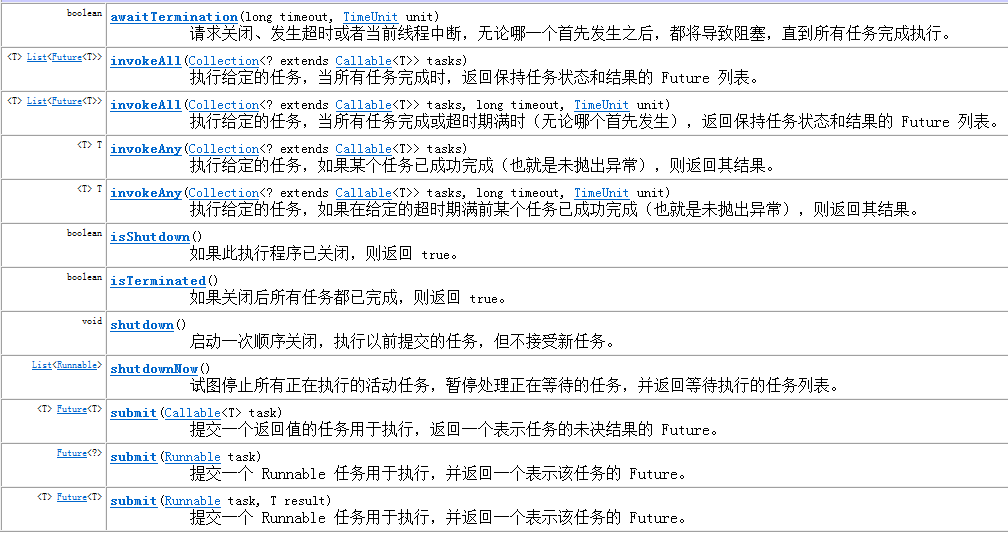 boolean awaitTermination(long timeout, TimeUnit unit)
请求关闭、发生超时或者当前线程中断，无论哪一个首先发生之后，都将导致阻塞，直到所有任务完成执行。
<T> List<Future<T>> invokeAll(Collection<? extends Callable<T>> tasks)
执行给定的任务，当所有任务完成时，返回保持任务状态和结果的 Future 列表。
<T> List<Future<T>> invokeAll(Collection<? extends Callable<T>> tasks, long timeout, TimeUnit unit)
执行给定的任务，当所有任务完成或超时期满时（无论哪个首先发生），返回保持任务状态和结果的 Future 列表。
<T> T invokeAny(Collection<? extends Callable<T>> tasks)
执行给定的任务，如果某个任务已成功完成（也就是未抛出异常），则返回其结果。
<T> T invokeAny(Collection<? extends Callable<T>> tasks, long timeout, TimeUnit unit)
执行给定的任务，如果在给定的超时期满前某个任务已成功完成（也就是未抛出异常），则返回其结果。
boolean isShutdown()
如果此执行程序已关闭，则返回 true。
boolean isTerminated()
如果关闭后所有任务都已完成，则返回 true。
void shutdown()
启动一次顺序关闭，执行以前提交的任务，但不接受新任务。
List<Runnable> shutdownNow()
试图停止所有正在执行的活动任务，暂停处理正在等待的任务，并返回等待执行的任务列表。
<T> Future<T> submit(Callable<T> task)
提交一个返回值的任务用于执行，返回一个表示任务的未决结果的 Future。
Future<?> submit(Runnable task)
提交一个 Runnable 任务用于执行，并返回一个表示该任务的 Future。
<T> Future<T> submit(Runnable task, T result)
提交一个 Runnable 任务用于执行，并返回一个表示该任务的 Future。